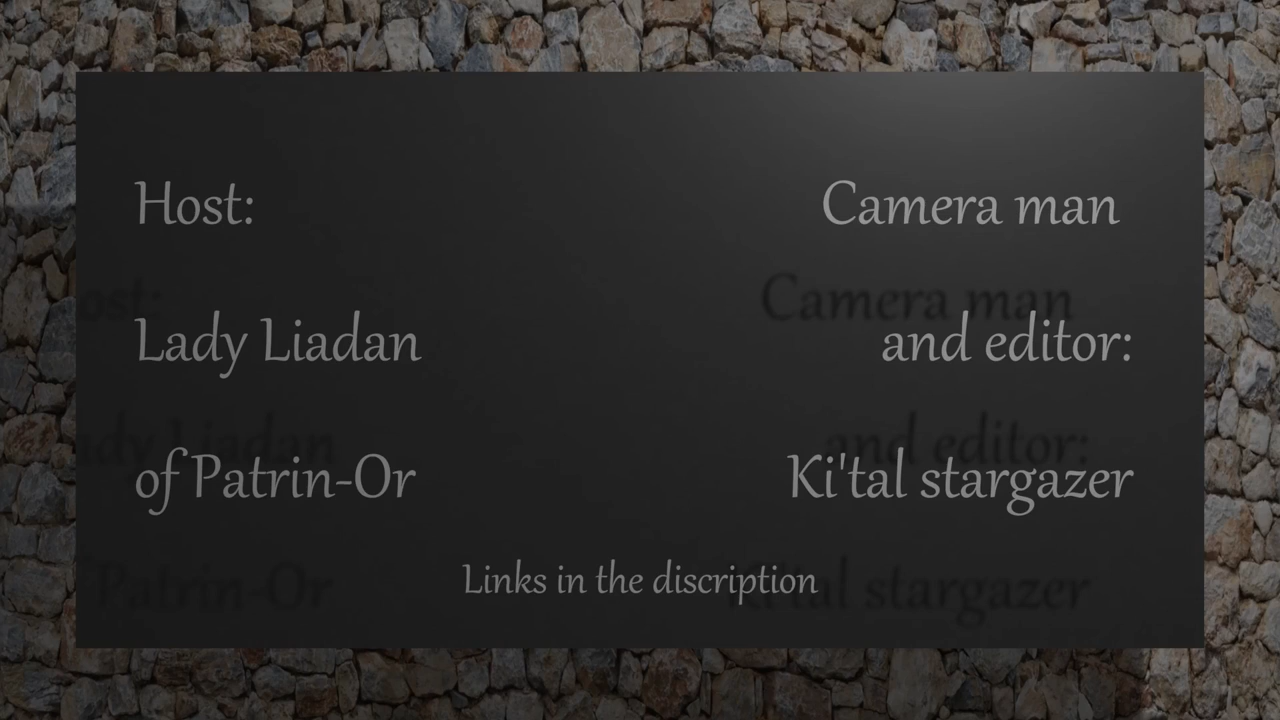 Host:
Lady Liadan
of Patrin-Or
Camera man
and editor:
Ki'tal stargazer
Links in the discription